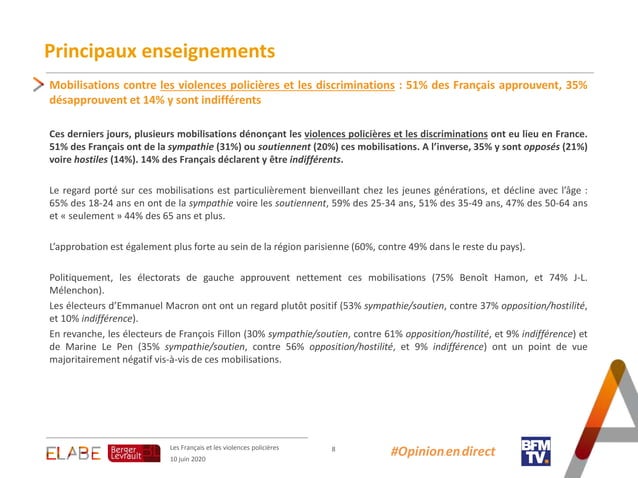 Principaux enseignements
Mobilisations contre les violences policières et les discriminations : 51% des Français approuvent, 35%
désapprouvent et 14% y sont indifférents
Ces derniers jours, plusieurs mobilisations dénonçant les violences policières et les discriminations ont eu lieu en France.
51% des Français ont de la sympathie (31%) ou soutiennent (20%) ces mobilisations. A l'inverse, 35% y sont opposés (21%)
voire hostiles (14%). 14% des Français déclarent y être indifférents.
Le regard porté sur ces mobilisations est particulièrement bienveillant chez les jeunes générations, et décline avec l'âge :
65% des 18-24 ans en ont de la sympathie voire les soutiennent, 59% des 25-34 ans, 51% des 35-49 ans, 47% des 50-64 ans
et « seulement » 44% des 65 ans et plus.
L'approbation est également plus forte au sein de la région parisienne (60%, contre 49% dans le reste du pays).
Politiquement, les électorats de gauche approuvent nettement ces mobilisations (75% Benoît Hamon, et 74% J-L.
Mélenchon).
Les électeurs d'Emmanuel Macron ont ont un regard plutôt positif (53% sympathie/soutien, contre 37% opposition/hostilité,
et 10% indifférence).
En revanche, les électeurs de François Fillon (30% sympathie/soutien, contre 61% opposition/hostilité, et 9% indifférence) et
de Marine Le Pen (35% sympathie/soutien, contre 56% opposition/hostilité, et 9% indifférence) ont un point de vue
majoritairement négatif vis-à-vis de ces mobilisations.
ELABE
Berger
Levrault
Les Français et les violences policières
10 juin 2020
8
#Opinionendirect
BFM
TV.